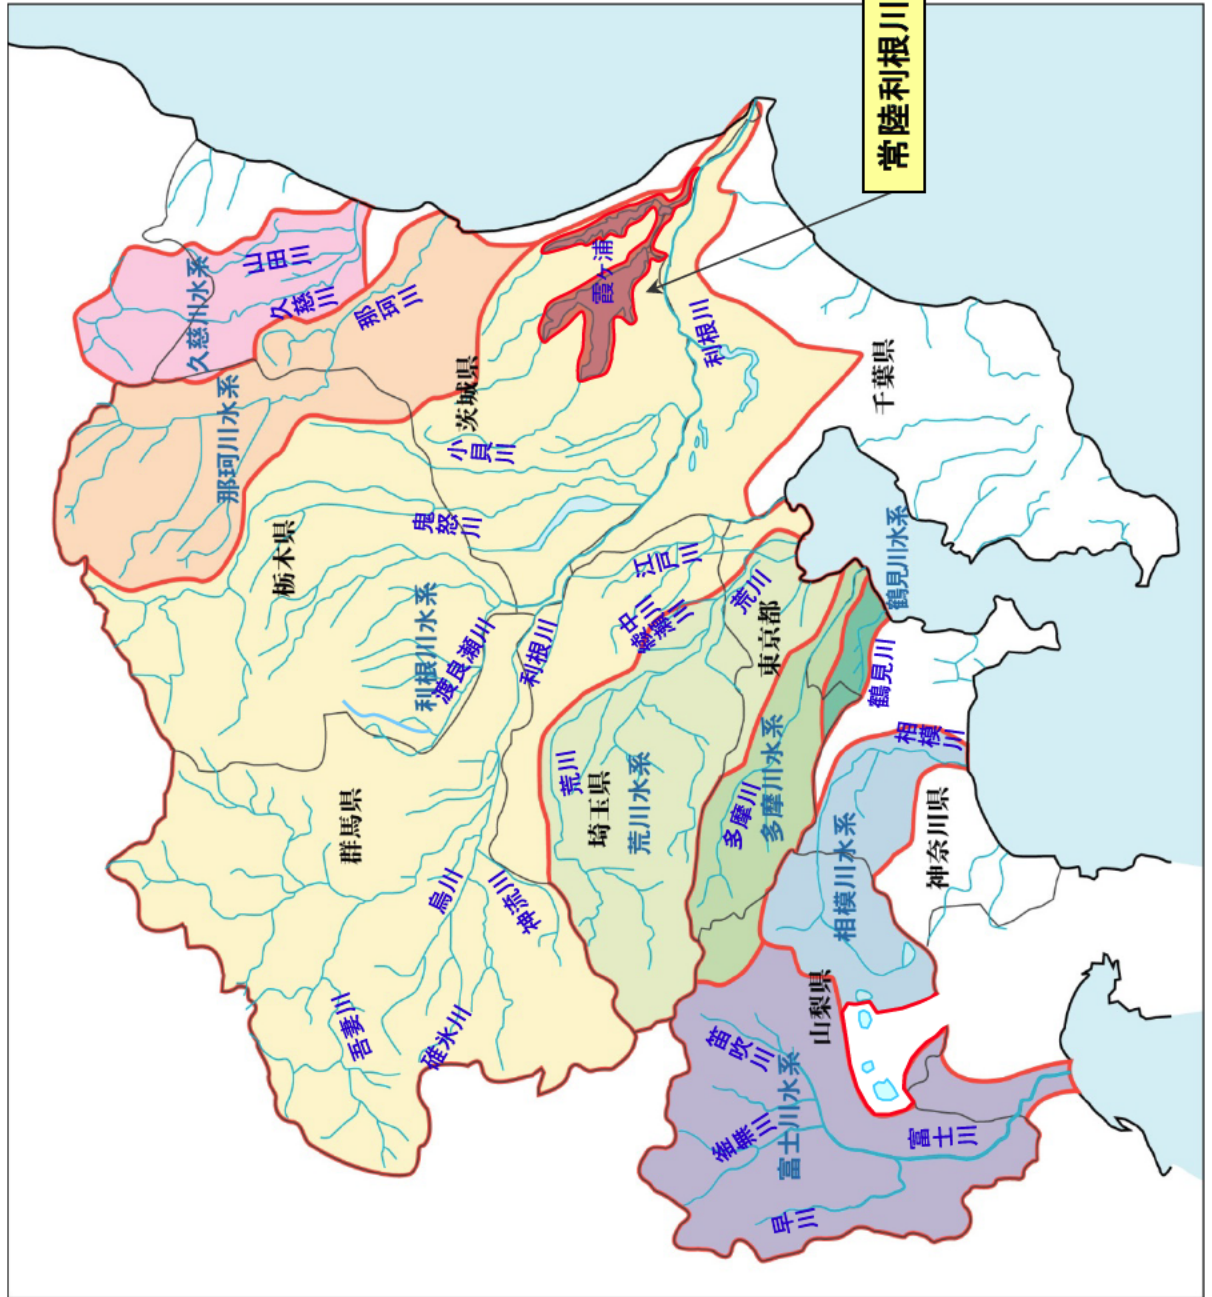 常陸利根川
久慈川水系
山田川
久慈川
那珂川
那珂川水系
霞ヶ浦
茨城県
利根川
小貝川
千葉県
栃木県
鬼怒川
江戸川
利根川水系
渡良瀬川
利根川
中川
綾瀬川
荒川
東京都
鶴見川水系
鶴見川
荒川
埼玉県
荒川水系
多摩川
多摩川水系
相模川
群馬県
烏川
神流川
相模川水系
神奈川県
吾妻川
碓氷川
山梨県
笛吹川
富士川水系
釜無川
富士川
早川